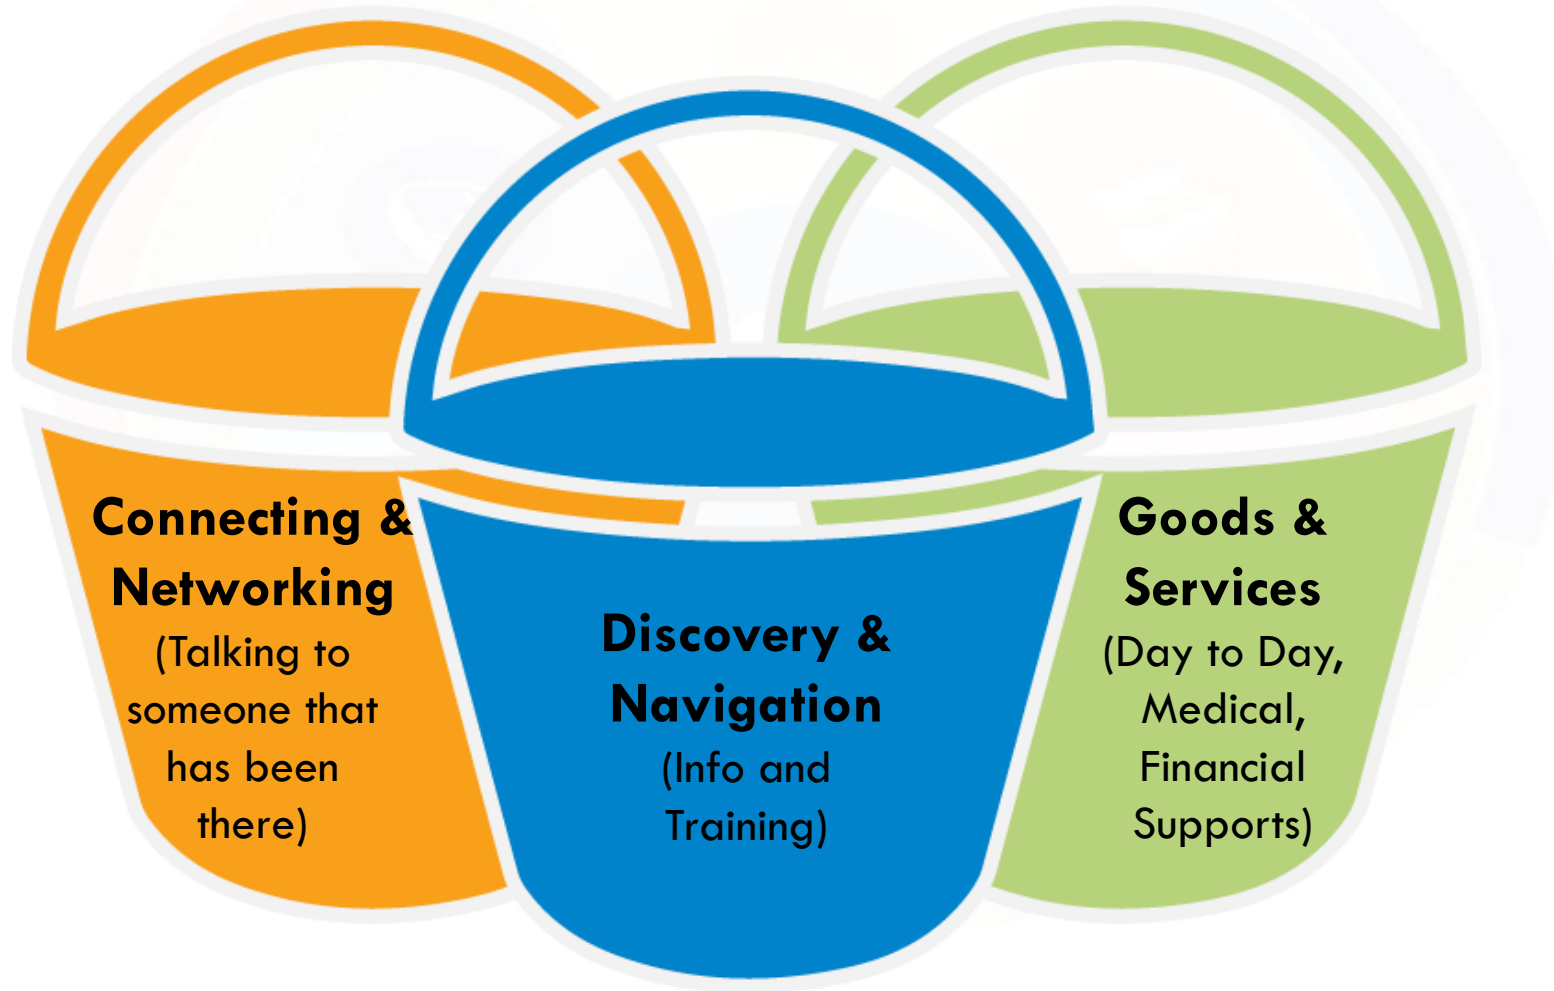 Connecting &
Networking
(Talking to
someone that
has been
there)
Discovery &
Navigation
(Info and
Training)
Goods &
Services
(Day to Day,
Medical,
Financial
Supports)